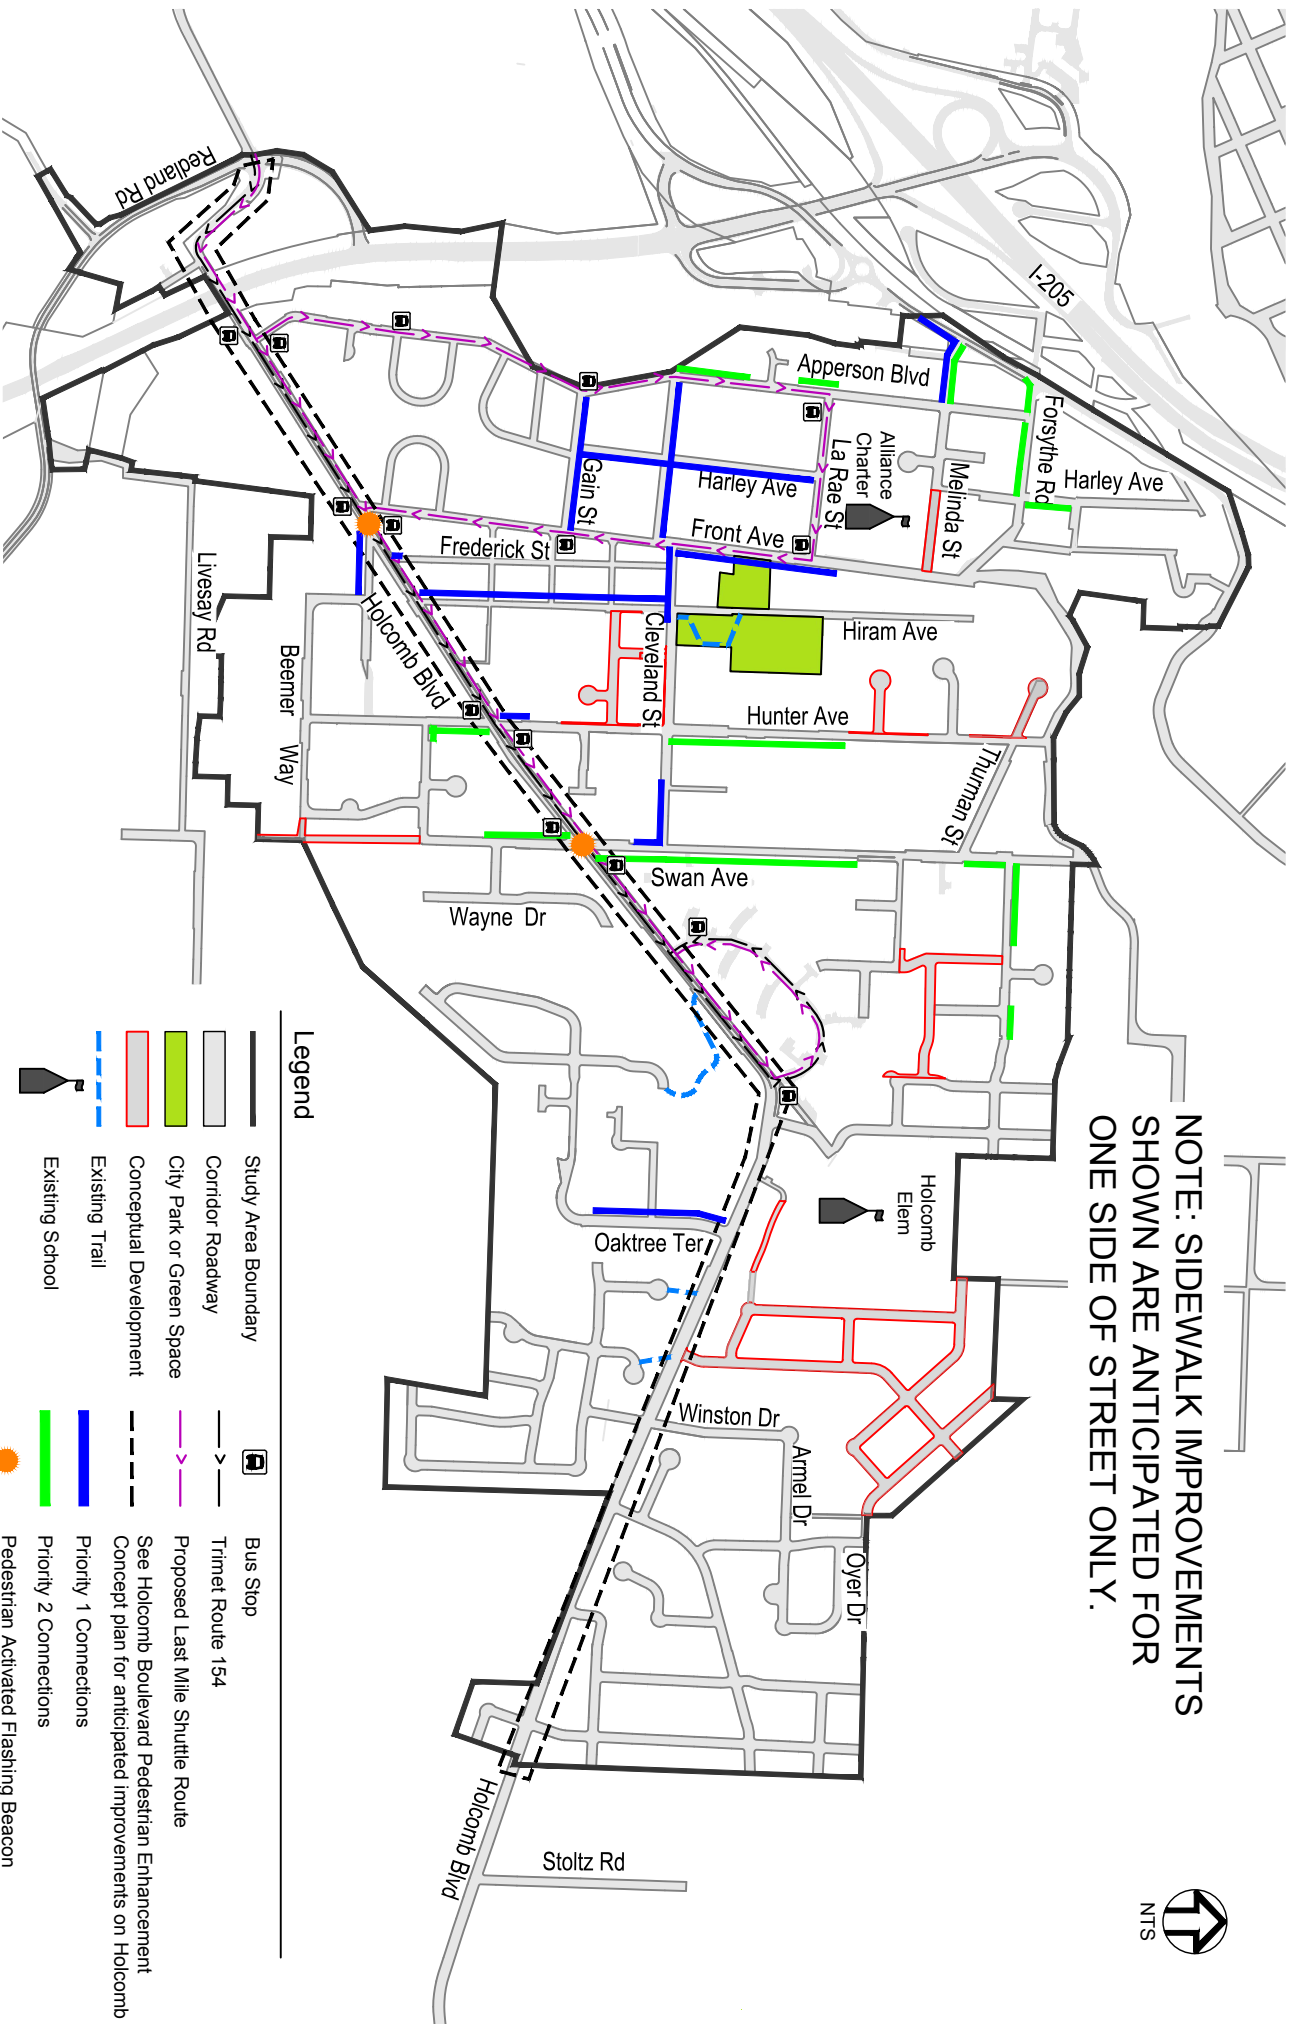 NOTE: SIDEWALK IMPROVEMENTS
SHOWN ARE ANTICIPATED FOR
ONE SIDE OF STREET ONLY.
NTS
I-205
Redland Rd
Apperson Blvd
Forsythe Rd
Harley Ave
Melinda St
Alliance
Charter
La Rae St
Harley Ave
Gain St
Front Ave
Frederick St
Hiram Ave
Cleveland St
Holcomb Blvd
Livesay Rd
Beemer Way
Hunter Ave
Thurman St
Swan Ave
Wayne Dr
Holcomb
Elem
Oaktree Ter
Winston Dr
Armel Dr
Oyer Dr
Holcomb Blvd
Stoltz Rd
Legend
Study Area Boundary
Corridor Roadway
City Park or Green Space
Conceptual Development
Existing Trail
Existing School
Bus Stop
Trimet Route 154
Proposed Last Mile Shuttle Route
See Holcomb Boulevard Pedestrian Enhancement
Concept plan for anticipated improvements on Holcomb
Priority 1 Connections
Priority 2 Connections
Pedestrian Activated Flashing Beacon